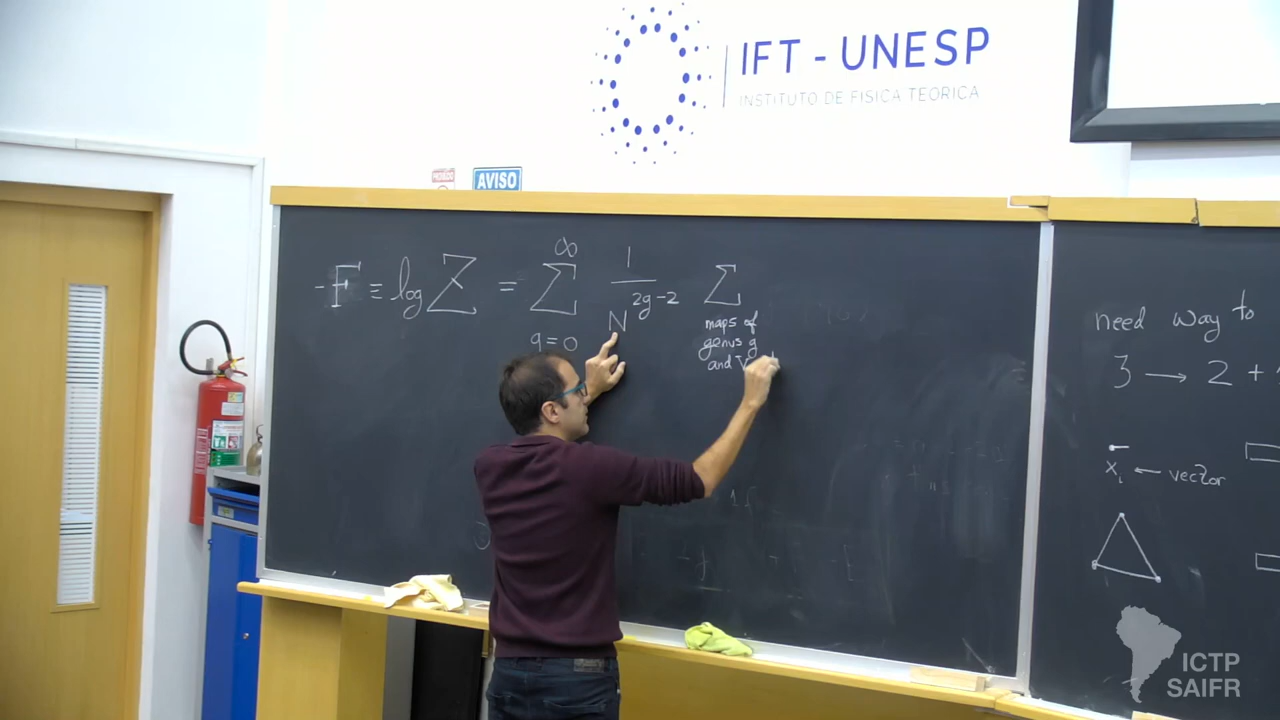 IFT - UNESP
INSTITUTO DE FISICA TEORICA
AVISO
-F ≡ log Z = ∑ g=0 ∞ 1/N^{2g-2} ∑
maps of
genus g
and
need way to
3 → 2 +
x_i ← vector
ICTP
SAIFR